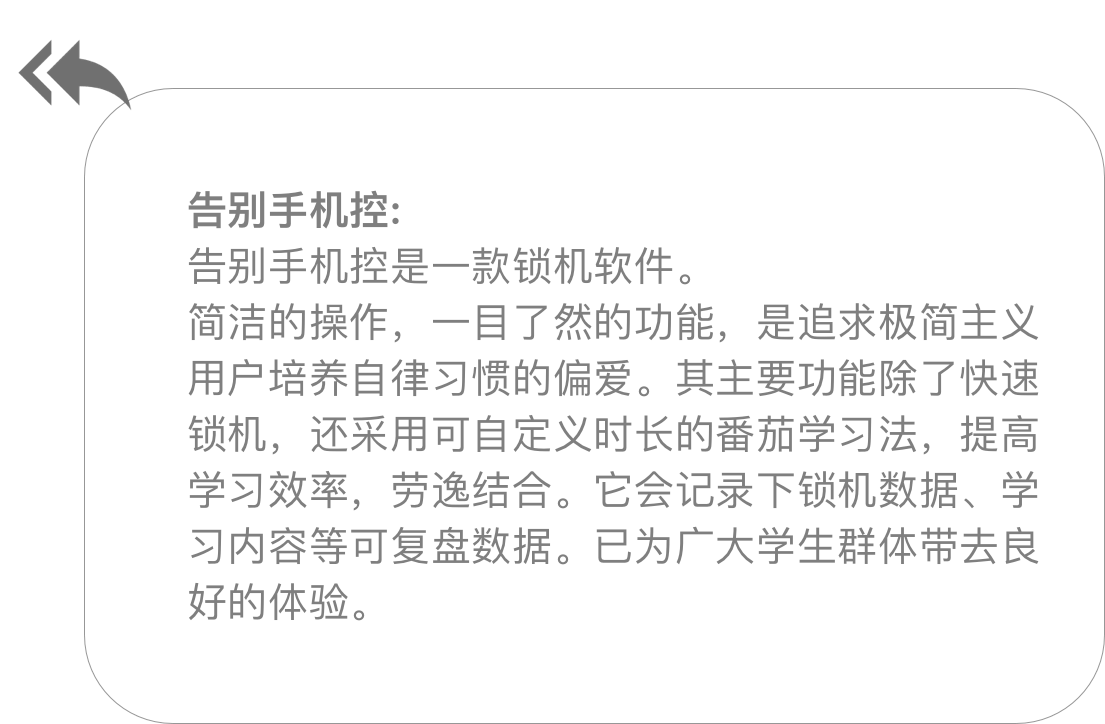 告别手机控:
告别手机控是一款锁机软件。
简洁的操作，一目了然的功能，是追求极简主义
用户培养自律习惯的偏爱。其主要功能除了快速
锁机，还采用可自定义时长的番茄学习法，提高
学习效率，劳逸结合。它会记录下锁机数据、学
习内容等可复盘数据。已为广大学生群体带去良
好的体验。